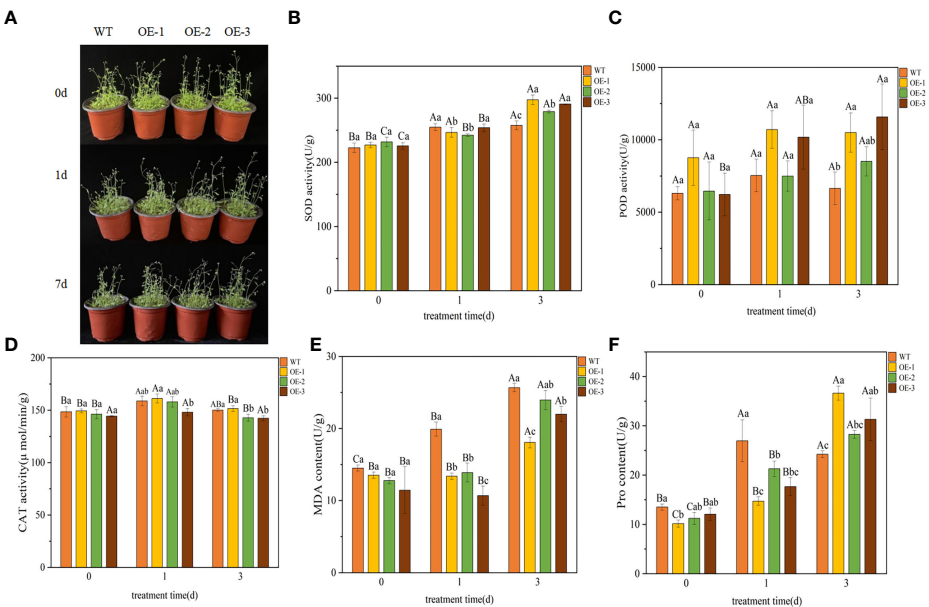 A
WT OE-1 OE-2 OE-3
0d
1d
7d
B
SOD activity(U/g)
300
200
100
0
Ba Ba Ca Ca
Aa Ab Bb Ba
Ac Aa Ab Aa
0 1 3
treatment time(d)
WT
OE-1
OE-2
OE-3
C
POD activity(U/g)
15000
10000
5000
0
Aa Aa Aa Ba
Aa Aa Aa ABa
Ab Aa Aab Aa
0 1 3
treatment time(d)
WT
OE-1
OE-2
OE-3
D
CAT activity(μ mol/min/g)
200
150
100
50
0
Ba Ba Ba Aa
Aab Aa Aab Ab
ABa Ba Bb Ab
0 1 3
treatment time(d)
WT
OE-1
OE-2
OE-3
E
MDA content(U/g)
30
20
10
0
Ca Ba Ba Ba
Ba Bb Bb Bc
Aa Ac Aab Ab
0 1 3
treatment time(d)
WT
OE-1
OE-2
OE-3
F
Pro content(U/g)
40
30
20
10
0
Ba Cb Cab Bab
Aa Bc Bb Bbc
Ac Aa Abc Aab
0 1 3
treatment time(d)
WT
OE-1
OE-2
OE-3